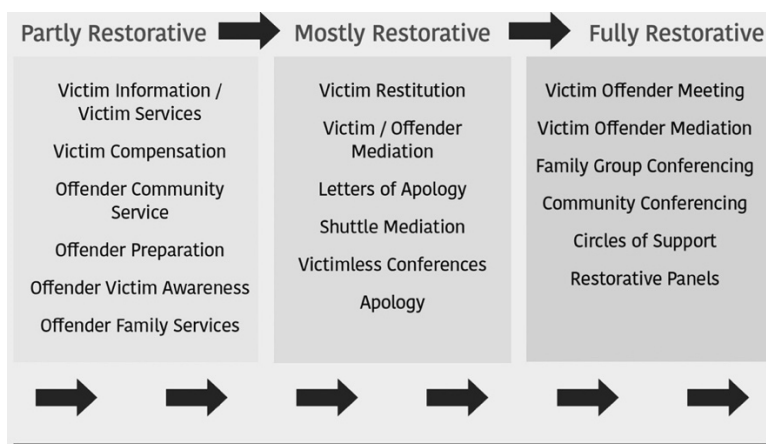 Partly Restorative
Mostly Restorative
Fully Restorative
Victim Information /
Victim Services
Victim Compensation
Offender Community
Service
Offender Preparation
Offender Victim Awareness
Offender Family Services
Victim Restitution
Victim / Offender
Mediation
Letters of Apology
Shuttle Mediation
Victimless Conferences
Apology
Victim Offender Meeting
Victim Offender Mediation
Family Group Conferencing
Community Conferencing
Circles of Support
Restorative Panels